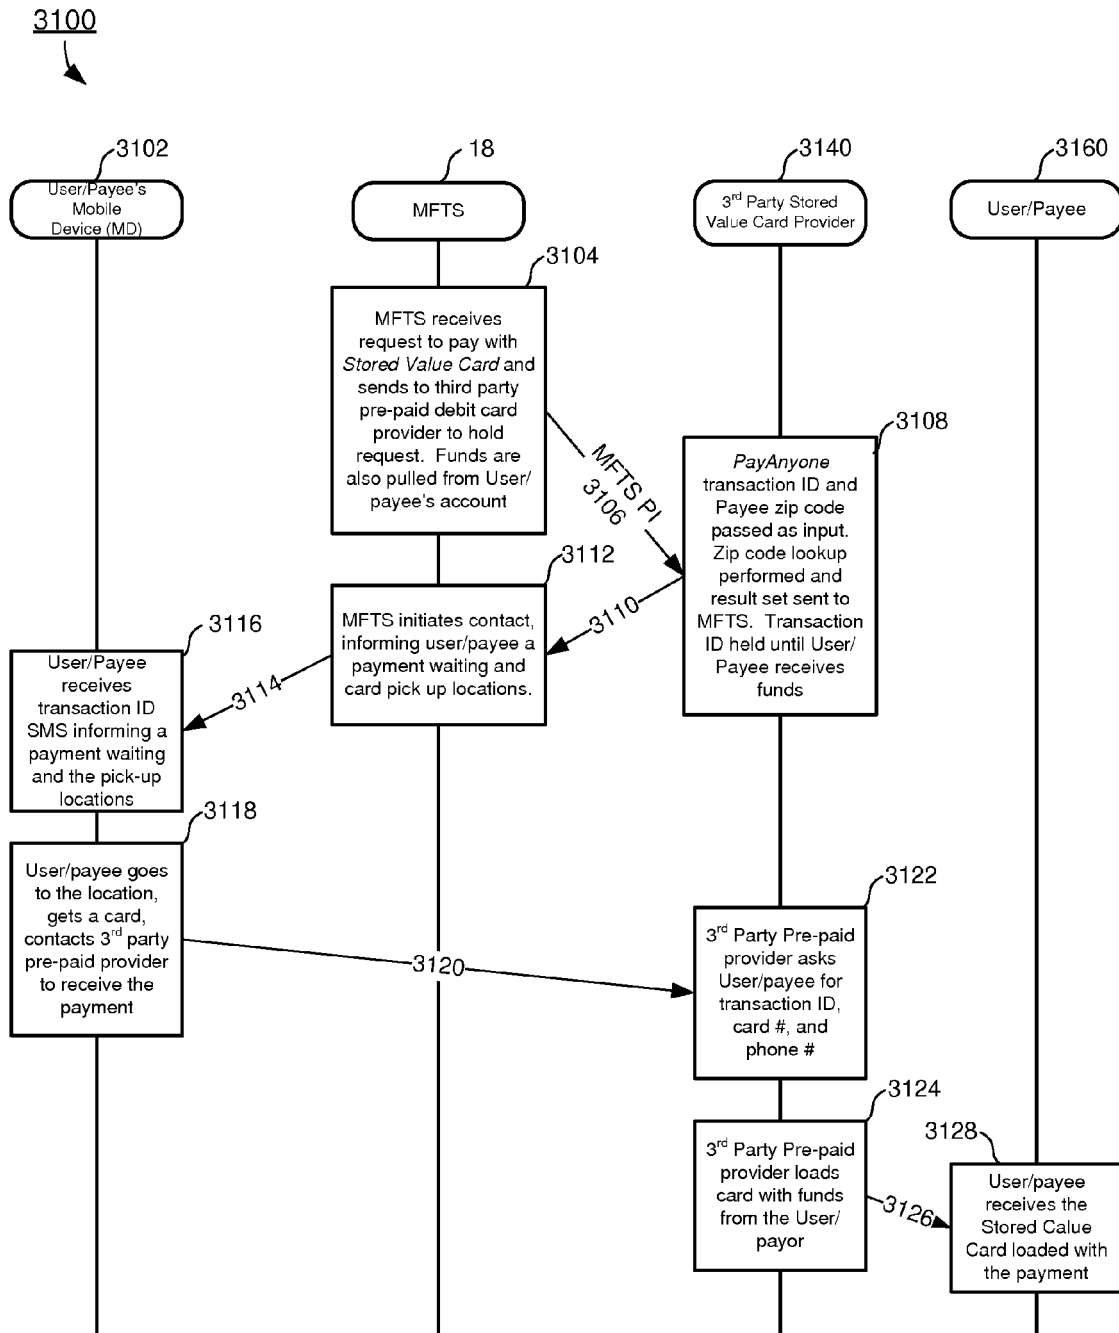 3100
3102
18
3140
3160
User/Payee's
Mobile
Device (MD)
MFTS
3rd Party Stored
Value Card Provider
User/Payee
3104
MFTS receives
request to pay with
Stored Value Card and
sends to third party
pre-paid debit card
provider to hold
request. Funds are
also pulled from User/
payee's account
MFTS PI
3106
3108
PayAnyone
transaction ID and
Payee zip code
passed as input.
Zip code lookup
performed and
result set sent to
MFTS. Transaction
ID held until User/
Payee receives
funds
3110
3112
MFTS initiates contact,
informing user/payee a
payment waiting and
card pick up locations.
3114
3116
User/Payee
receives
transaction ID
SMS informing a
payment waiting
and the pick-up
locations
3118
User/payee goes
to the location,
gets a card,
contacts 3rd party
pre-paid provider
to receive the
payment
3120
3122
3rd Party Pre-paid
provider asks
User/payee for
transaction ID,
card #, and
phone #
3124
3rd Party Pre-paid
provider loads
card with funds
from the User/
payor
3126
3128
User/payee
receives the
Stored Calue
Card loaded with
the payment